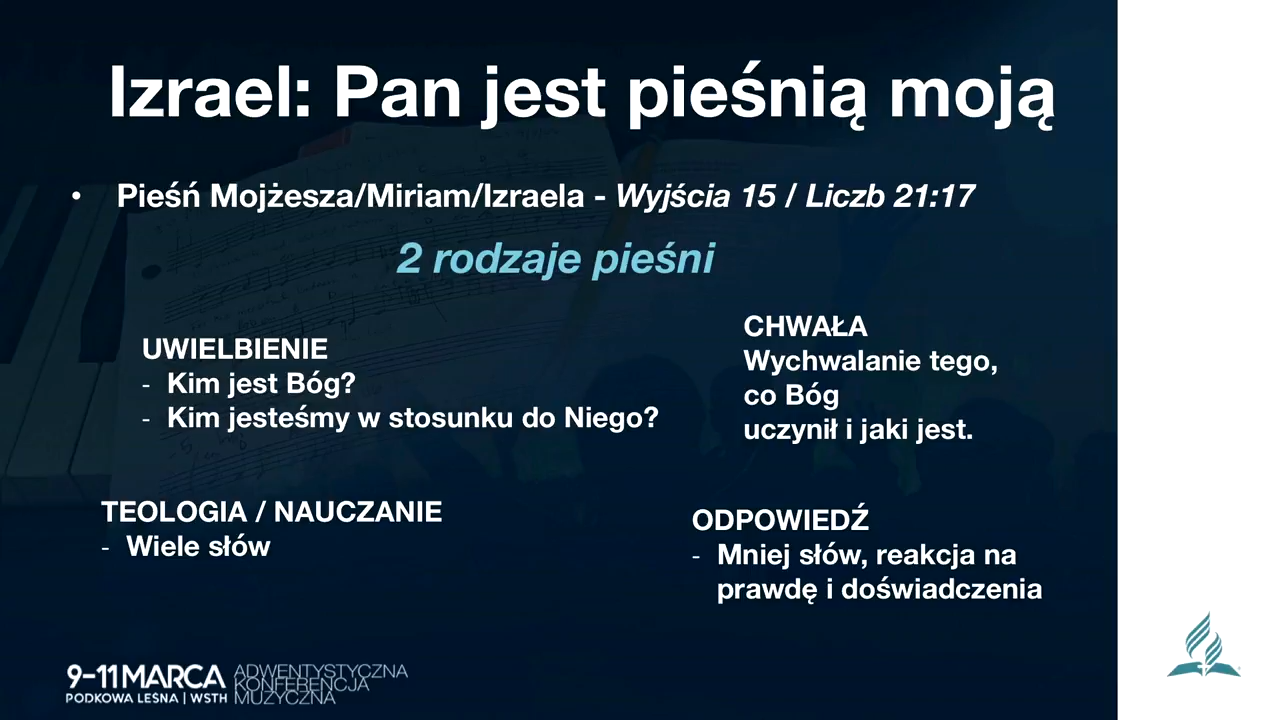 Izrael: Pan jest pieśnią moją
• Pieśń Mojżesza/Miriam/Izraela - Wyjścia 15 / Liczb 21:17
2 rodzaje pieśni
UWIELBIENIE
- Kim jest Bóg?
- Kim jesteśmy w stosunku do Niego?
CHWAŁA
Wychwalanie tego,
co Bóg
uczynił i jaki jest.
TEOLOGIA / NAUCZANIE
- Wiele słów
ODPOWIEDŹ
- Mniej słów, reakcja na
prawdę i doświadczenia
9-11 MARCA
PODKOWA LEŚNA | WSTH
ADWENTYSTYCZNA
KONFERENCJA
MUZYCZNA